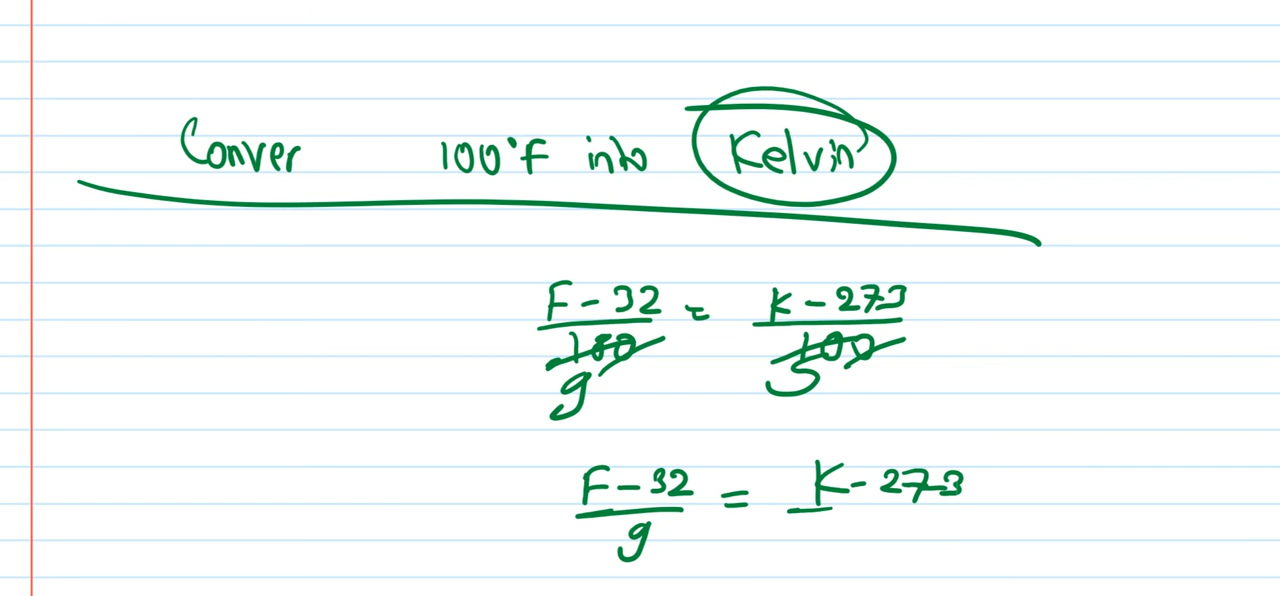 Conver 100°F into Kelvin
F - 32 = K - 273
180 100
9 5
F - 32 = K - 273
9